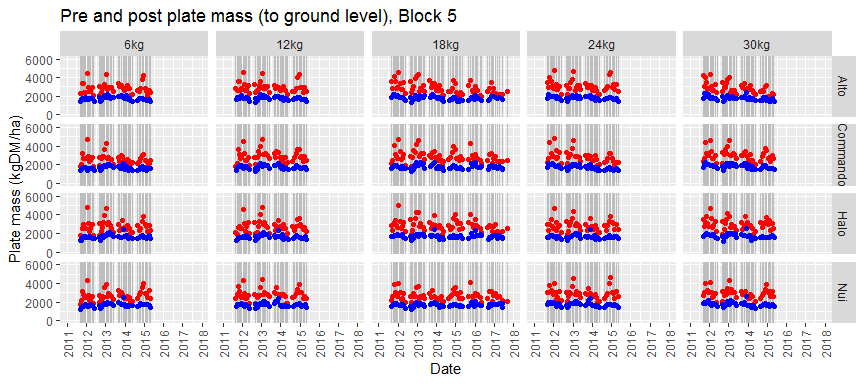 Pre and post plate mass (to ground level), Block 5
6kg 12kg 18kg 24kg 30kg
Plate mass (kgDM/ha)
6000
4000
2000
0
Alto
6000
4000
2000
0
Commando
6000
4000
2000
0
Halo
6000
4000
2000
0
Nui
2011 2012 2013 2014 2015 2016 2017 2018 2011 2012 2013 2014 2015 2016 2017 2018 2011 2012 2013 2014 2015 2016 2017 2018 2011 2012 2013 2014 2015 2016 2017 2018 2011 2012 2013 2014 2015 2016 2017 2018
Date